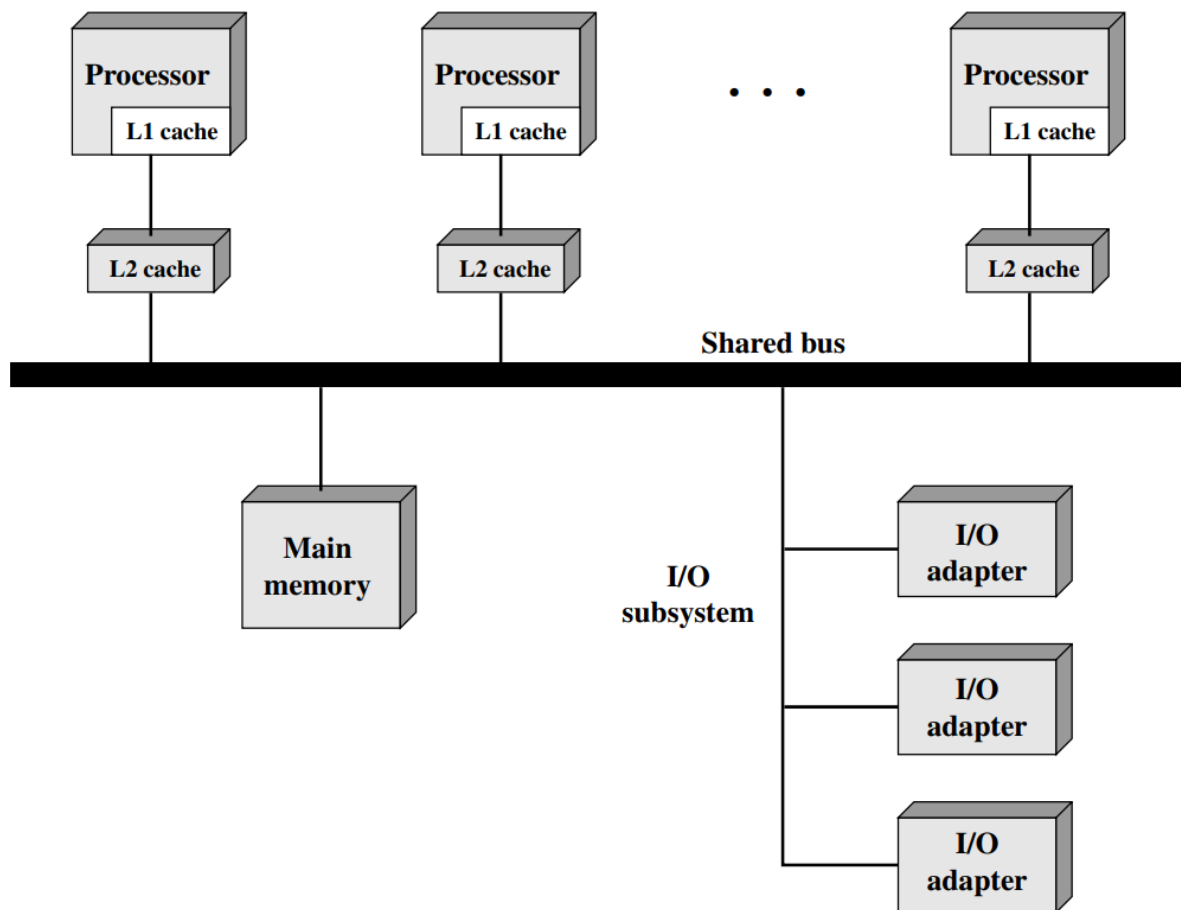 Processor
L1 cache
Processor
L1 cache
. . .
Processor
L1 cache
L2 cache
L2 cache
L2 cache
Shared bus
Main
memory
I/O
subsystem
I/O
adapter
I/O
adapter
I/O
adapter